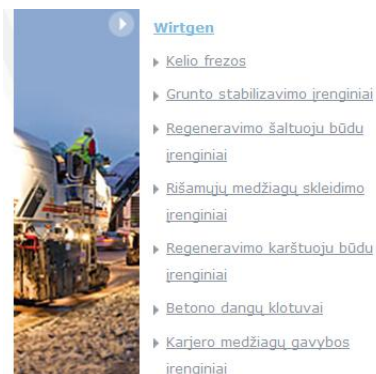 Wirtgen
Kelio frezos
Grunto stabilizavimo įrenginiai
Regeneravimo šaltuoju būdu
įrenginiai
Rišamųjų medžiagų skleidimo
įrenginiai
Regeneravimo karštuoju būdu
įrenginiai
Betono dangų klotuvai
Karjero medžiagų gavybos
įrenginiai